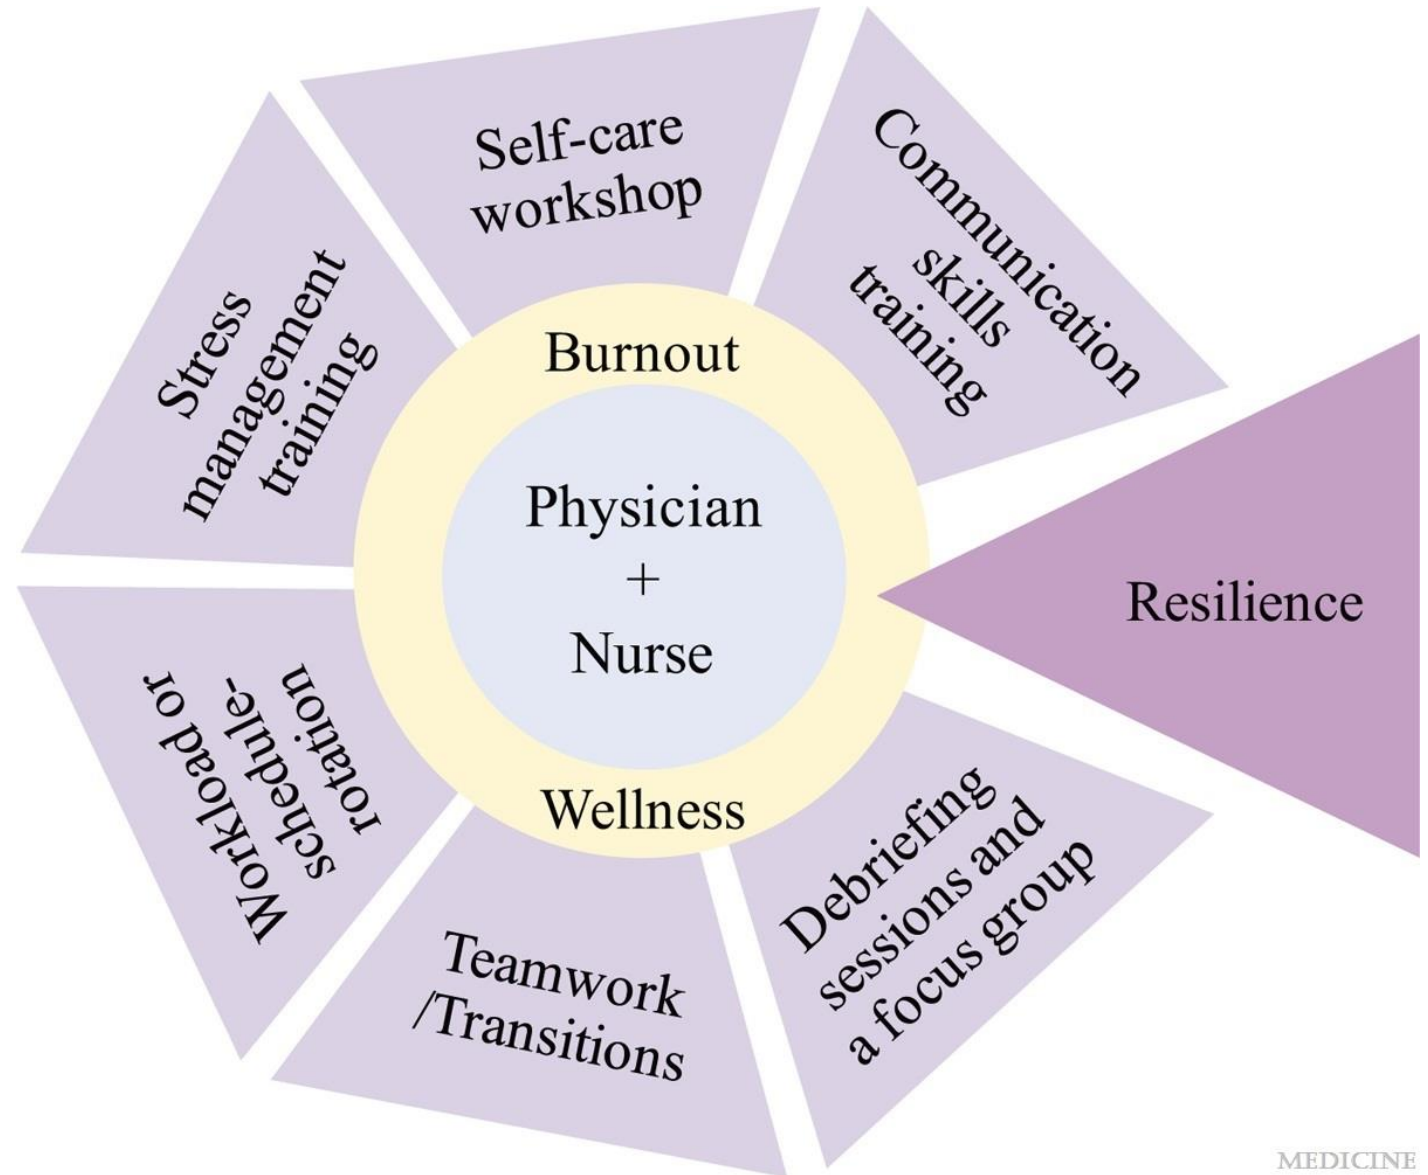 Self-care
workshop
Communication
skills
training
Stress
management
training
Burnout
Physician
+
Nurse
Wellness
Resilience
Workload or
schedule-
rotation
Teamwork
/Transitions
Debriefing
sessions and
a focus group
MEDICINE